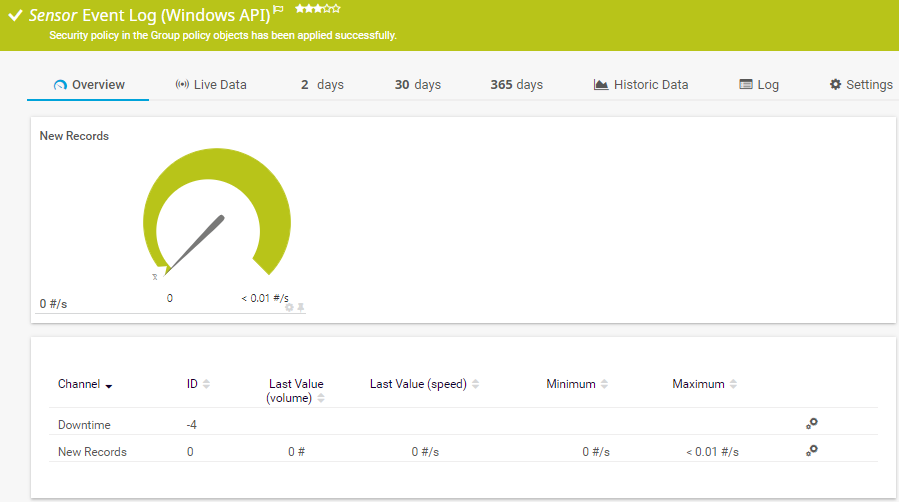 Sensor Event Log (Windows API)
Security policy in the Group policy objects has been applied successfully.
Overview
Live Data
2 days
30 days
365 days
Historic Data
Log
Settings
New Records
0
< 0.01 #/s
0 #/s
Channel ID Last Value (volume) Last Value (speed) Minimum Maximum
Downtime -4
New Records 0 0 # 0 #/s 0 #/s < 0.01 #/s